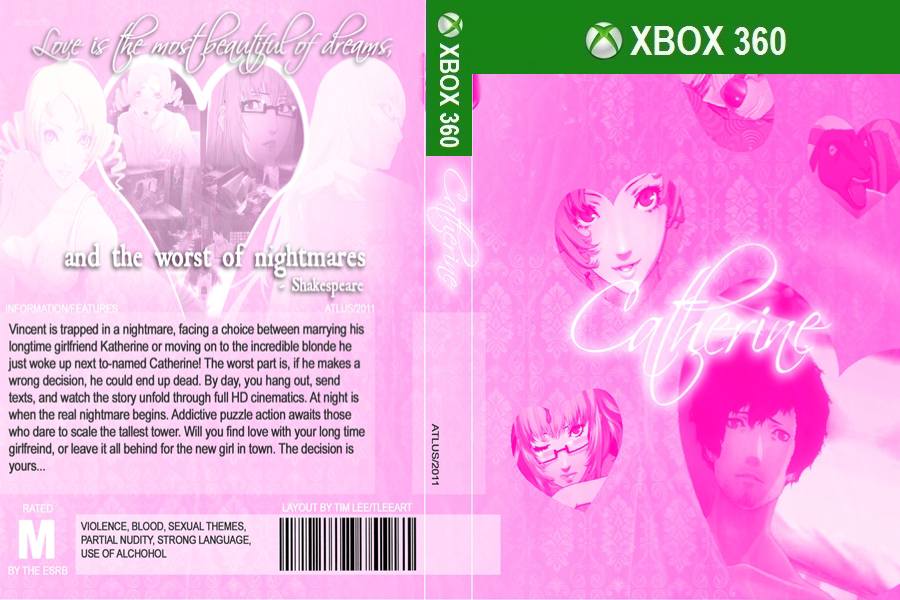 Love is the most beautiful of dreams,
and the worst of nightmares
- Shakespeare
INFORMATION/FEATURES
ATLUS/2011
Vincent is trapped in a nightmare, facing a choice between marrying his
longtime girlfriend Katherine or moving on to the incredible blonde he
just woke up next to-named Catherine! The worst part is, if he makes a
wrong decision, he could end up dead. By day, you hang out, send
texts, and watch the story unfold through full HD cinematics. At night is
when the real nightmare begins. Addictive puzzle action awaits those
who dare to scale the tallest tower. Will you find love with your long time
girlfreind, or leave it all behind for the new girl in town. The decision is
yours...
RATED
M
BY THE ESRB
VIOLENCE, BLOOD, SEXUAL THEMES,
PARTIAL NUDITY, STRONG LANGUAGE,
USE OF ALCHOHOL
LAYOUT BY TIM LEE/TLEEART
XBOX 360
Catherine
ATLUS/2011
XBOX 360
Catherine